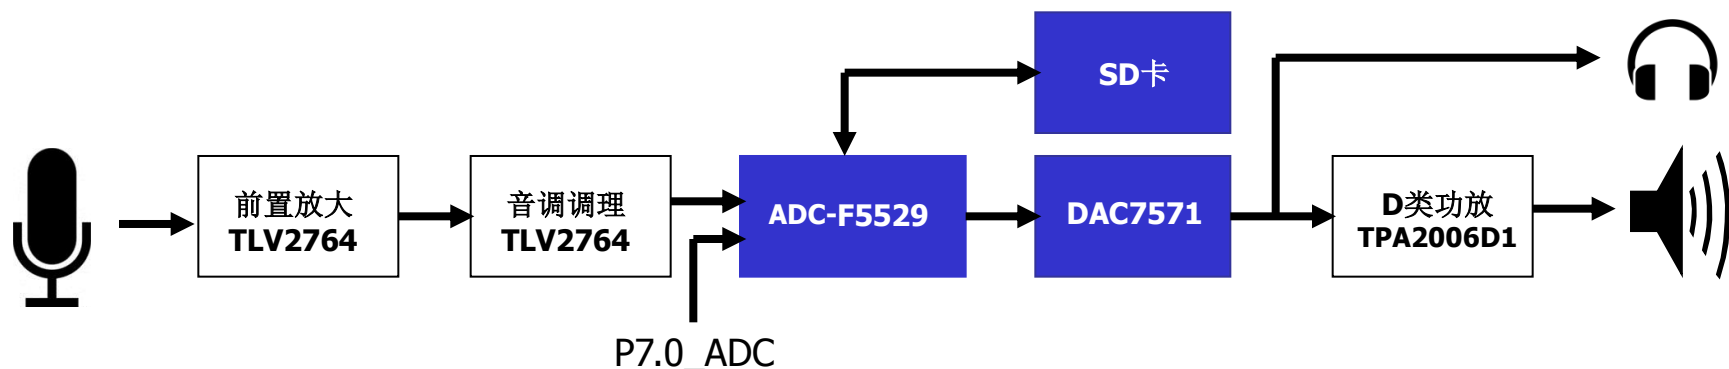 SD卡
前置放大
TLV2764
音调调理
TLV2764
ADC-F5529
DAC7571
D类功放
TPA2006D1
P7.0_ADC